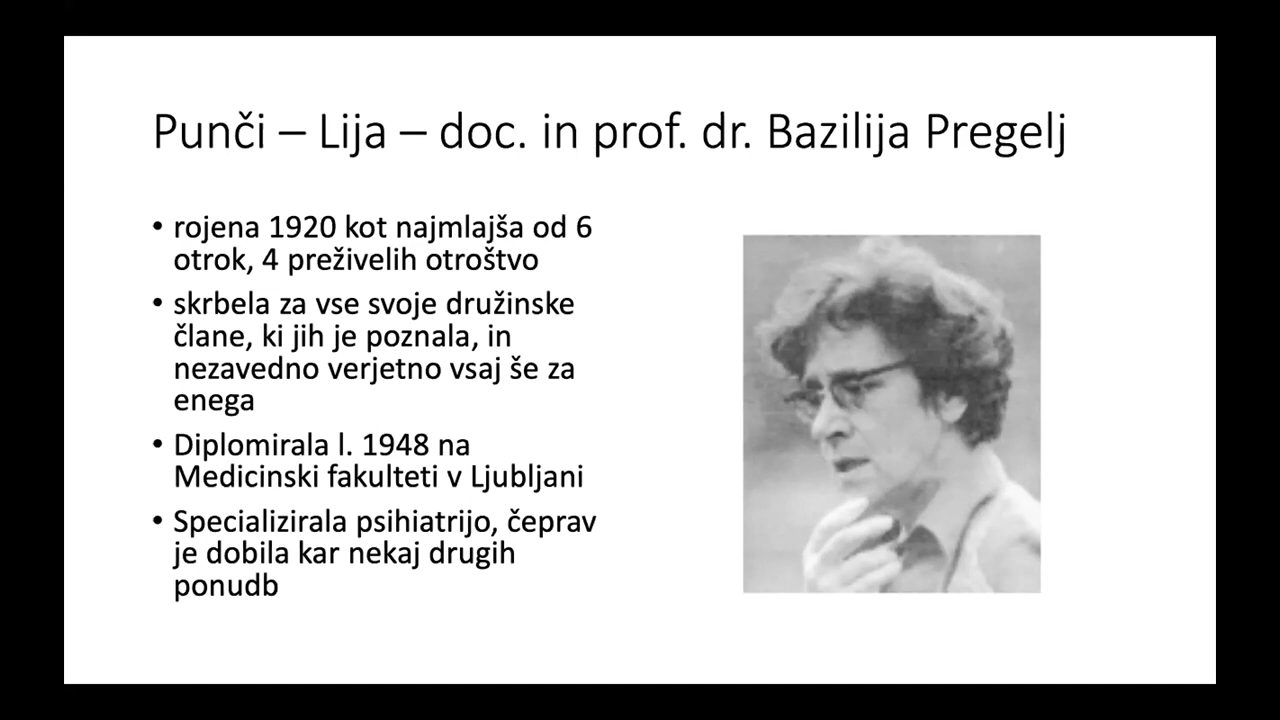 Punči – Lija – doc. in prof. dr. Bazilija Pregelj
• rojena 1920 kot najmlajša od 6
otrok, 4 preživelih otroštvo
• skrbela za vse svoje družinske
člane, ki jih je poznala, in
nezavedno verjetno vsaj še za
enega
• Diplomirala l. 1948 na
Medicinski fakulteti v Ljubljani
• Specializirala psihiatrijo, čeprav
je dobila kar nekaj drugih
ponudb